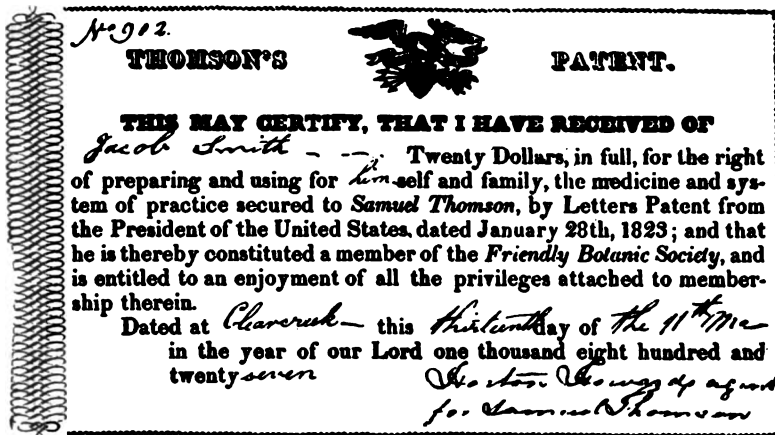 No 902.
THOMSON'S PATENT.
THIS MAY CERTIFY, THAT I HAVE RECEIVED OF
Jacob Smith - - -. Twenty Dollars, in full, for the right
of preparing and using for him self and family, the medicine and sys-
tem of practice secured to Samuel Thomson, by Letters Patent from
the President of the United States, dated January 28th, 1823; and that
he is thereby constituted a member of the Friendly Botanic Society, and
is entitled to an enjoyment of all the privileges attached to member-
ship therein.
Dated at Clearcreek — this thirteenth day of the 11th Mo
in the year of our Lord one thousand eight hundred and
twenty seven Horton Howard agent
for Samuel Thomson